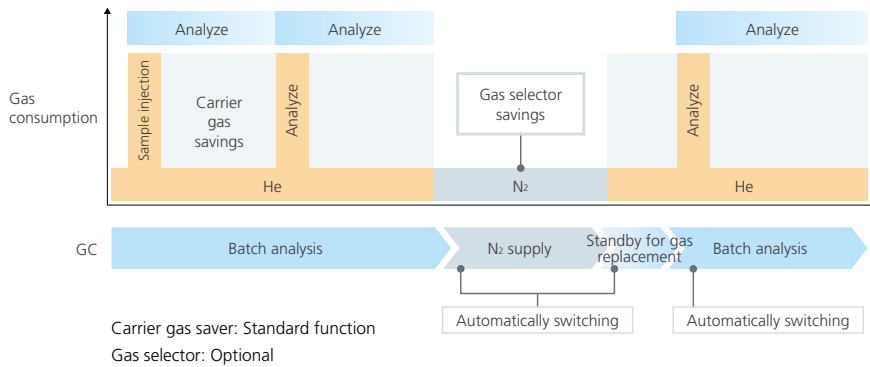 Analyze
Analyze
Analyze
Gas
consumption
Sample injection
Carrier
gas
savings
Analyze
Gas selector
savings
Analyze
He
N2
He
GC
Batch analysis
N2 supply
Standby for gas
replacement
Batch analysis
Automatically switching
Automatically switching
Carrier gas saver: Standard function
Gas selector: Optional